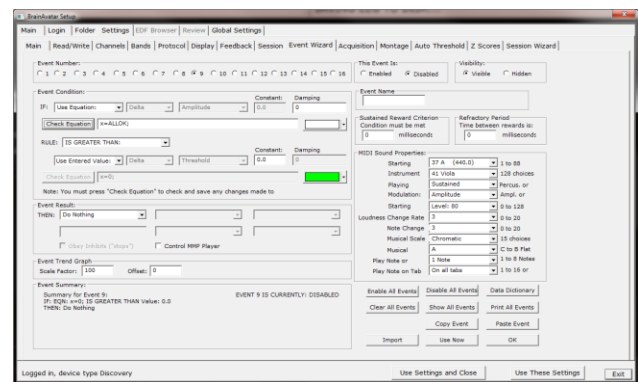 BrainAvatar Setup
Main Login Folder Settings EDF Browser Review Global Settings
Main Read/Write Channels Bands Protocol Display Feedback Session Event Wizard Acquisition Montage Auto Threshold Z Scores Session Wizard
Event Number:
1 2 3 4 5 6 7 8 9 10 11 12 13 14 15 16
This Event Is:
Enabled Disabled
Visibility:
Visible Hidden
Event Condition:
Constant: Damping
IF: Use Equation: Delta Amplitude 0.0 0
Check Equation x=ALLOK;
RULE: IS GREATER THAN:
Constant: Damping
Use Entered Value: Delta Threshold 0.0 0
Check Equation x=0;
Note: You must press "Check Equation" to check and save any changes made to
Event Name
Sustained Reward Criterion
Condition must be met
0 milliseconds
Refractory Period
Time between rewards is:
0 milliseconds
MIDI Sound Properties:
Starting 37 A (440.0) 1 to 88
Instrument 41 Viola 128 choices
Playing Sustained Percus. or
Modulation: Amplitude Ampl. or
Starting Level: 80 0 to 128
Loudness Change Rate 3 0 to 20
Note Change 3 0 to 20
Musical Scale Chromatic 15 choices
Musical A C to B Flat
Play Note or 1 Note 1 to 8 Notes
Play Note on Tab On all tabs 1 to 16 or
Event Result:
THEN: Do Nothing
Obey Inhibits ("stops") Control MMP Player
Event Trend Graph
Scale Factor: 100 Offset: 0
Event Summary:
Summary for Event 9: EVENT 9 IS CURRENTLY: DISABLED
IF: EQN: x=0; IS GREATER THAN Value: 0.0
THEN: Do Nothing
Enable All Events Disable All Events Data Dictionary
Clear All Events Show All Events Print All Events
Copy Event Paste Event
Import Use Now OK
Logged in, device type Discovery
Use Settings and Close Use These Settings Exit